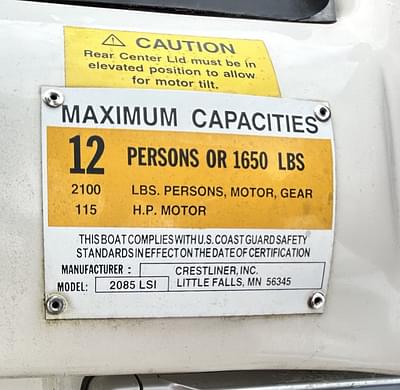 ⚠ CAUTION
Rear Center Lid must be in
elevated position to allow
for motor tilt.
MAXIMUM CAPACITIES
12 PERSONS OR 1650 LBS
2100 LBS. PERSONS, MOTOR, GEAR
115 H.P. MOTOR
THIS BOAT COMPLIES WITH U.S. COAST GUARD SAFETY
STANDARDS IN EFFECT ON THE DATE OF CERTIFICATION
MANUFACTURER : CRESTLINER, INC.
MODEL: 2085 LSI LITTLE FALLS, MN 56345